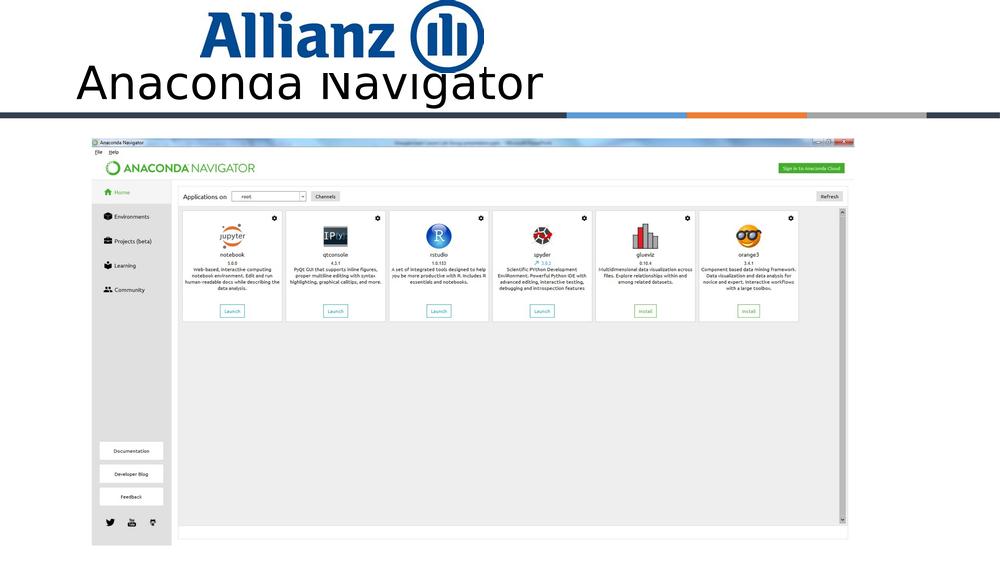 Allianz
Anaconda Navigator
Anaconda Navigator
File Help
ANACONDA NAVIGATOR
Sign in to Anaconda Cloud
Home
Environments
Projects (beta)
Learning
Community
Documentation
Developer Blog
Feedback
Applications on root Channels Refresh
jupyter
notebook
5.0.0
Web-based, interactive computing
notebook environment. Edit and run
human-readable docs while describing the
data analysis.
Launch
IP[y]:
qtconsole
4.3.1
PyQt GUI that supports inline figures,
proper multiline editing with syntax
highlighting, graphical calltips, and more.
Launch
R
rstudio
1.0.153
A set of integrated tools designed to help
you be more productive with R. Includes R
essentials and notebooks.
Launch
spyder
Scientific PYthon Development
EnviRonment. Powerful Python IDE with
advanced editing, interactive testing,
debugging and introspection features
Launch
glueviz
0.10.4
Multidimensional data visualization across
files. Explore relationships within and
among related datasets.
Install
orange3
3.4.1
Component based data mining framework.
Data visualization and data analysis for
novice and expert. Interactive workflows
with a large toolbox.
Install